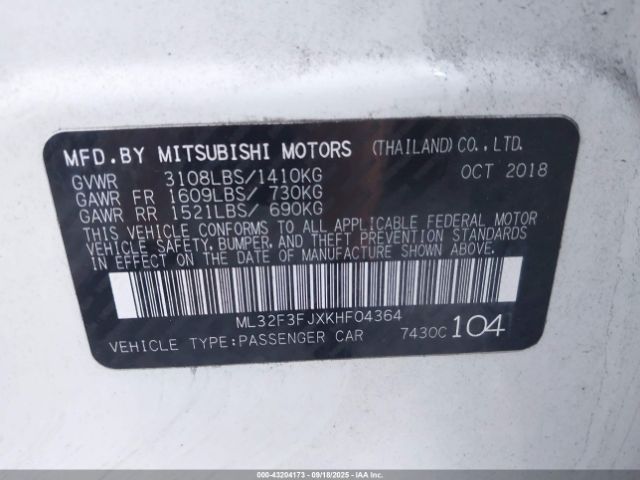 MFD.BY MITSUBISHI MOTORS (THAILAND)CO.,LTD.
GVWR 3108LBS/1410KG OCT 2018
GAWR FR 1609LBS/ 730KG
GAWR RR 1521LBS/ 690KG
THIS VEHICLE CONFORMS TO ALL APPLICABLE FEDERAL MOTOR
VEHICLE SAFETY, BUMPER, AND THEFT PREVENTION STANDARDS
IN EFFECT ON THE DATE OF MANUFACTURE SHOWN ABOVE.
ML32F3FJXKHF04364
VEHICLE TYPE:PASSENGER CAR 7430C 104
000-43204173 - 09/18/2025 - IAAI.COM